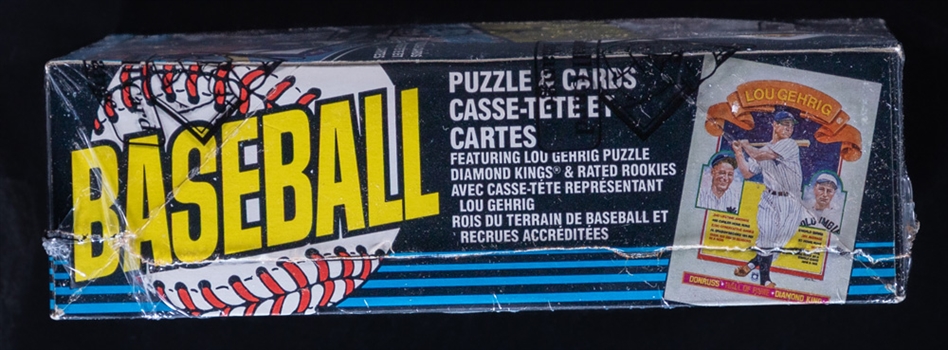 BASEBALL
PUZZLE & CARDS
CASSE-TÊTE ET
CARTES
FEATURING LOU GEHRIG PUZZLE
DIAMOND KINGS® & RATED ROOKIES
AVEC CASSE-TÊTE REPRÉSENTANT
LOU GEHRIG
ROIS DU TERRAIN DE BASEBALL ET
RECRUES ACCRÉDITÉES
LOU GEHRIG
DONRUSS • HALL OF FAME • DIAMOND KING